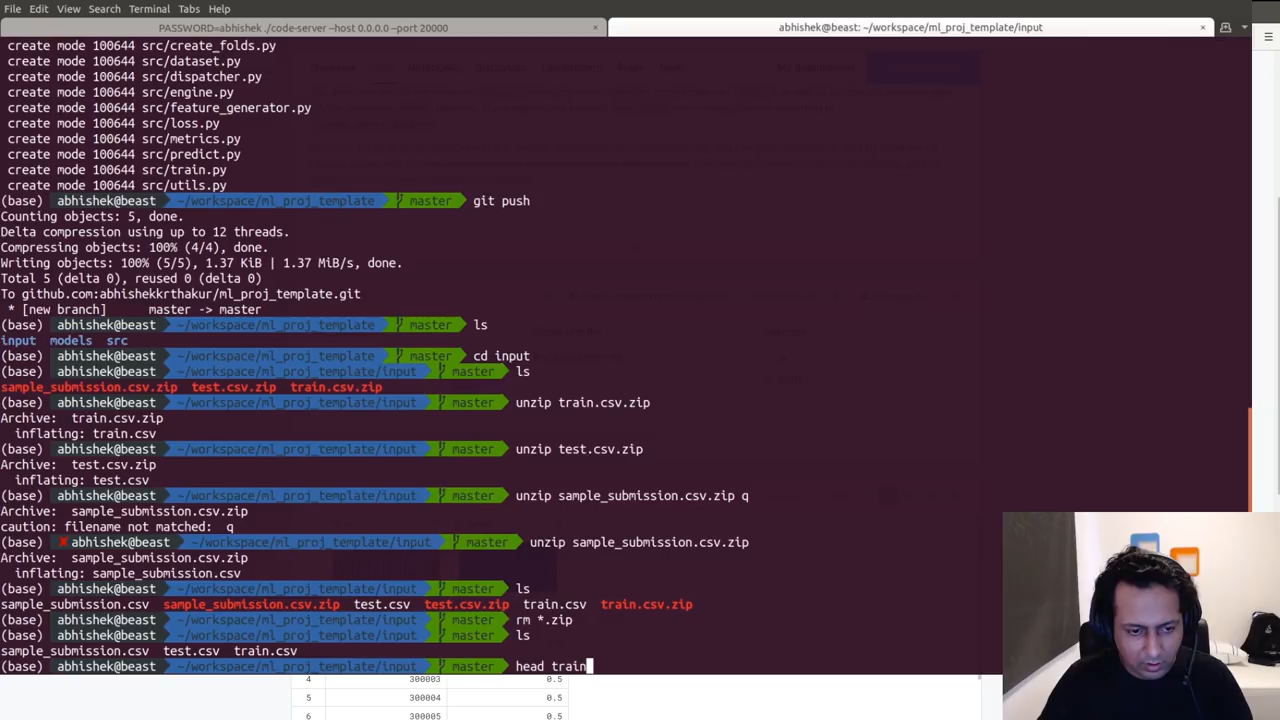 File Edit View Search Terminal Tabs Help
PASSWORD=abhishek ./code-server --host 0.0.0.0 --port 20000 ×
abhishek@beast: ~/workspace/ml_proj_template/input ×
create mode 100644 src/create_folds.py
create mode 100644 src/dataset.py
create mode 100644 src/dispatcher.py
create mode 100644 src/engine.py
create mode 100644 src/feature_generator.py
create mode 100644 src/loss.py
create mode 100644 src/metrics.py
create mode 100644 src/predict.py
create mode 100644 src/train.py
create mode 100644 src/utils.py
(base) abhishek@beast ~/workspace/ml_proj_template master git push
Counting objects: 5, done.
Delta compression using up to 12 threads.
Compressing objects: 100% (4/4), done.
Writing objects: 100% (5/5), 1.37 KiB | 1.37 MiB/s, done.
Total 5 (delta 0), reused 0 (delta 0)
To github.com:abhishekkrthakur/ml_proj_template.git
* [new branch] master -> master
(base) abhishek@beast ~/workspace/ml_proj_template master ls
input models src
(base) abhishek@beast ~/workspace/ml_proj_template master cd input
(base) abhishek@beast ~/workspace/ml_proj_template/input master ls
sample_submission.csv.zip test.csv.zip train.csv.zip
(base) abhishek@beast ~/workspace/ml_proj_template/input master unzip train.csv.zip
Archive: train.csv.zip
inflating: train.csv
(base) abhishek@beast ~/workspace/ml_proj_template/input master unzip test.csv.zip
Archive: test.csv.zip
inflating: test.csv
(base) abhishek@beast ~/workspace/ml_proj_template/input master unzip sample_submission.csv.zip q
Archive: sample_submission.csv.zip
caution: filename not matched: q
(base) ✘ abhishek@beast ~/workspace/ml_proj_template/input master unzip sample_submission.csv.zip
Archive: sample_submission.csv.zip
inflating: sample_submission.csv
(base) abhishek@beast ~/workspace/ml_proj_template/input master ls
sample_submission.csv sample_submission.csv.zip test.csv test.csv.zip train.csv train.csv.zip
(base) abhishek@beast ~/workspace/ml_proj_template/input master rm *.zip
(base) abhishek@beast ~/workspace/ml_proj_template/input master ls
sample_submission.csv test.csv train.csv
(base) abhishek@beast ~/workspace/ml_proj_template/input master head train
4 300003 0.5
5 300004 0.5
6 300005 0.5